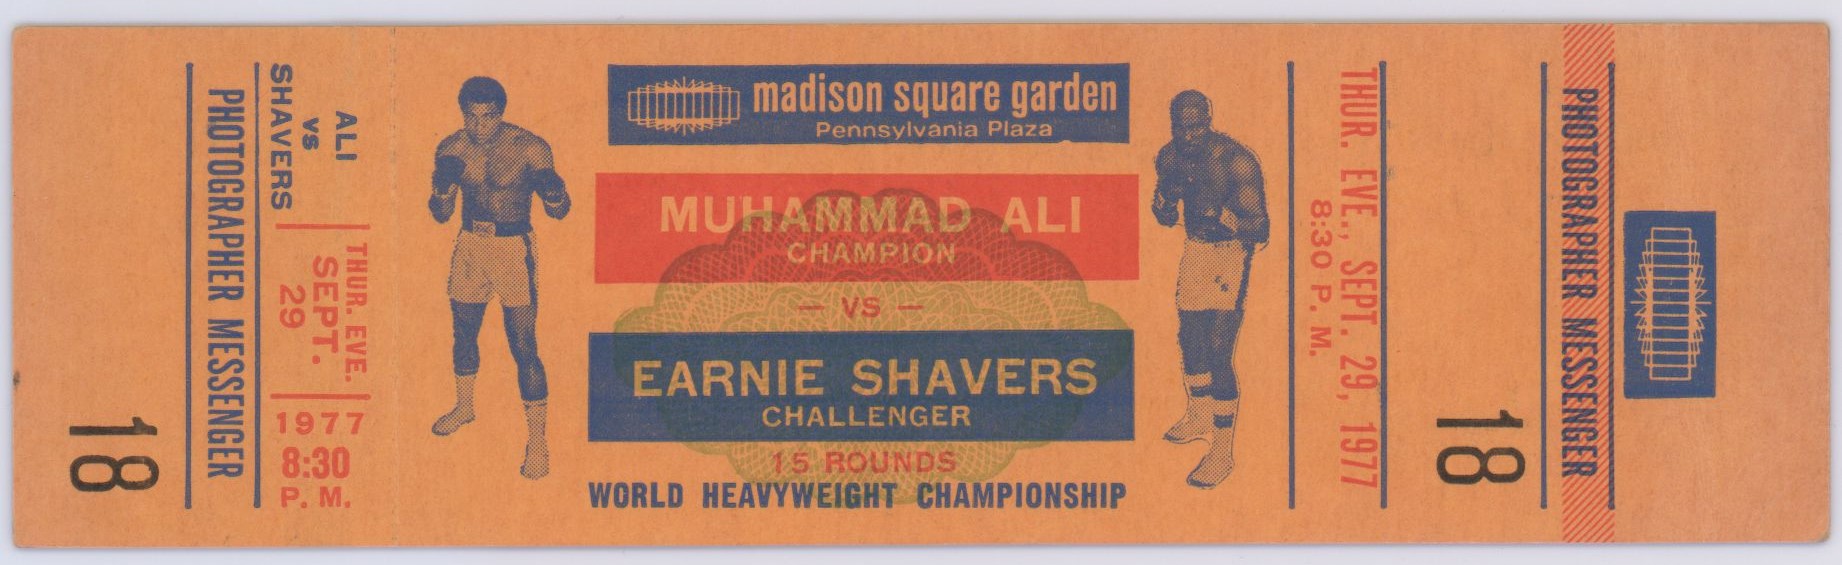 ALI
vs
SHAVERS
THUR. EVE.
SEPT.
29
1977
8:30
P. M.
PHOTOGRAPHER MESSENGER
18
madison square garden
Pennsylvania Plaza
MUHAMMAD ALI
CHAMPION
— VS —
EARNIE SHAVERS
CHALLENGER
15 ROUNDS
WORLD HEAVYWEIGHT CHAMPIONSHIP
THUR. EVE., SEPT. 29, 1977
8:30 P. M.
18
PHOTOGRAPHER MESSENGER